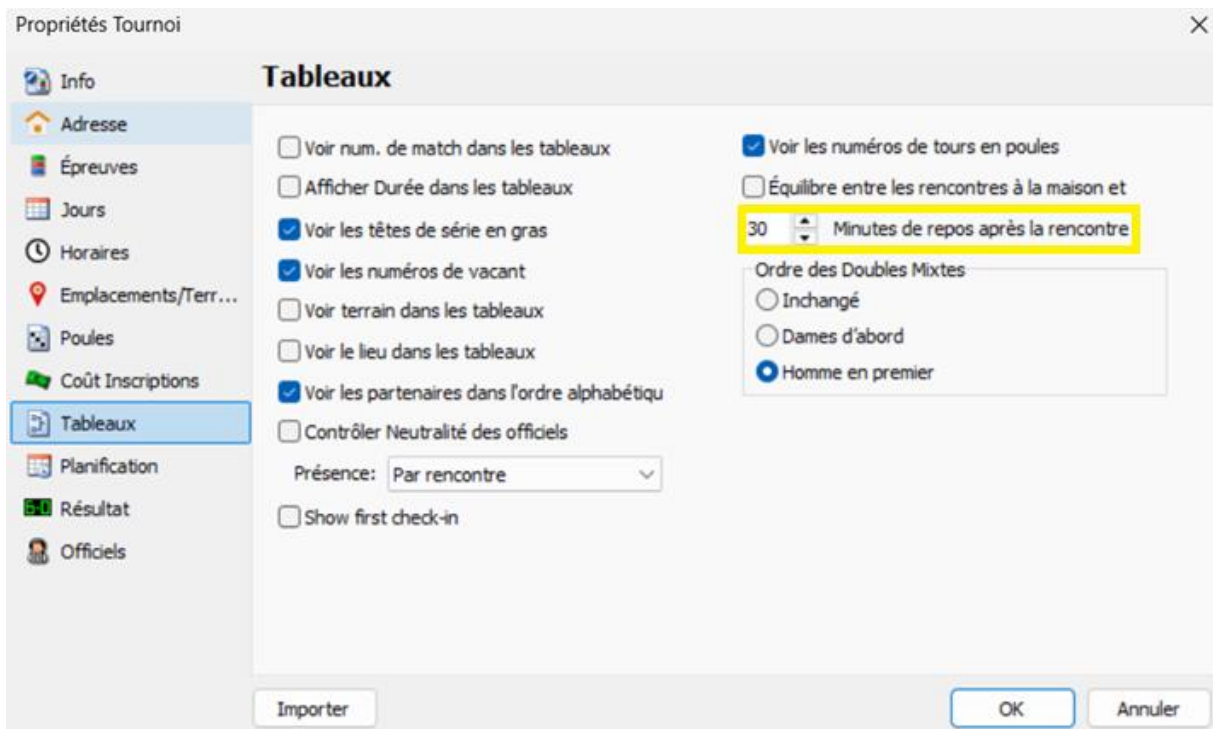 Propriétés Tournoi
Info
Adresse
Épreuves
Jours
Horaires
Emplacements/Terr...
Poules
Coût Inscriptions
Tableaux
Planification
Résultat
Officiels
Tableaux
Voir num. de match dans les tableaux
Afficher Durée dans les tableaux
Voir les têtes de série en gras
Voir les numéros de vacant
Voir terrain dans les tableaux
Voir le lieu dans les tableaux
Voir les partenaires dans l'ordre alphabétiqu
Contrôler Neutralité des officiels
Présence: Par rencontre
Show first check-in
Voir les numéros de tours en poules
Équilibre entre les rencontres à la maison et
30 Minutes de repos après la rencontre
Ordre des Doubles Mixtes
Inchangé
Dames d'abord
Homme en premier
Importer
OK
Annuler